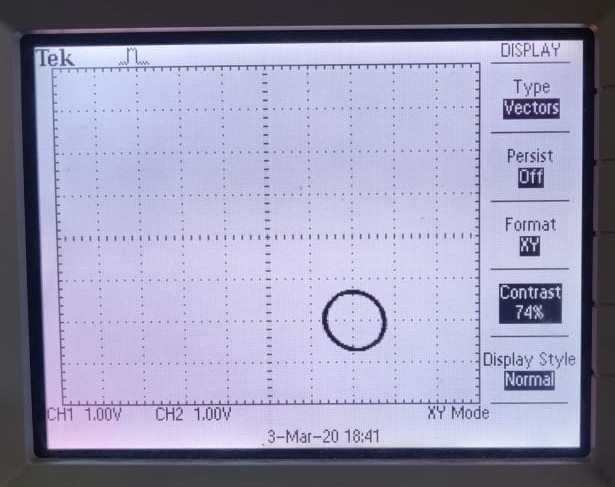 Tek
DISPLAY
Type
Vectors
Persist
Off
Format
XY
Contrast
74%
Display Style
Normal
CH1 1.00V CH2 1.00V XY Mode
3-Mar-20 18:41